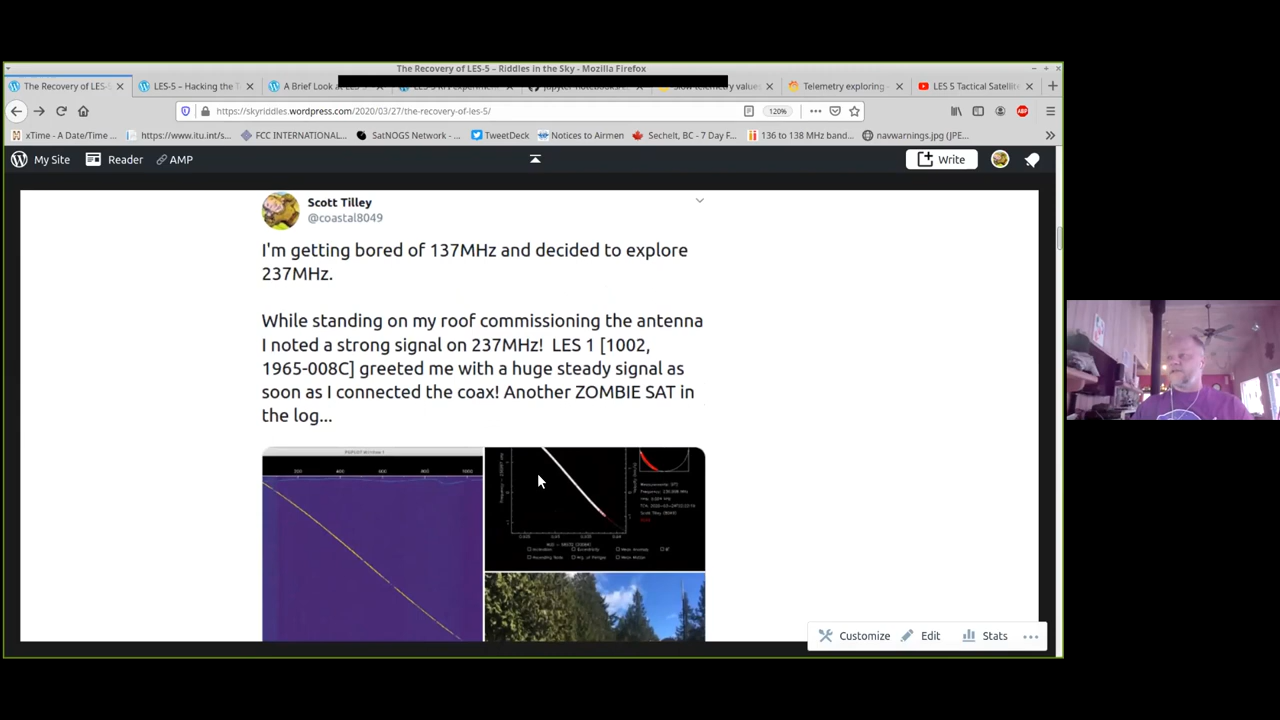 The Recovery of LES-5 – Riddles in the Sky - Mozilla Firefox
The Recovery of LES-
LES-5 – Hacking the T
A Brief Look
Telemetry exploring -
LES 5 Tactical Satellite
https://skyriddles.wordpress.com/2020/03/27/the-recovery-of-les-5/
120%
xTime - A Date/Time ...
https://www.itu.int/s...
FCC INTERNATIONAL...
SatNOGS Network - ...
TweetDeck
Notices to Airmen
Sechelt, BC - 7 Day F...
136 to 138 MHz band...
navwarnings.jpg (JPE...
My Site
Reader
AMP
Write
Scott Tilley
@coastal8049
I'm getting bored of 137MHz and decided to explore
237MHz.
While standing on my roof commissioning the antenna
I noted a strong signal on 237MHz! LES 1 [1002,
1965-008C] greeted me with a huge steady signal as
soon as I connected the coax! Another ZOMBIE SAT in
the log...
200 400 600 800 1000
Customize
Edit
Stats